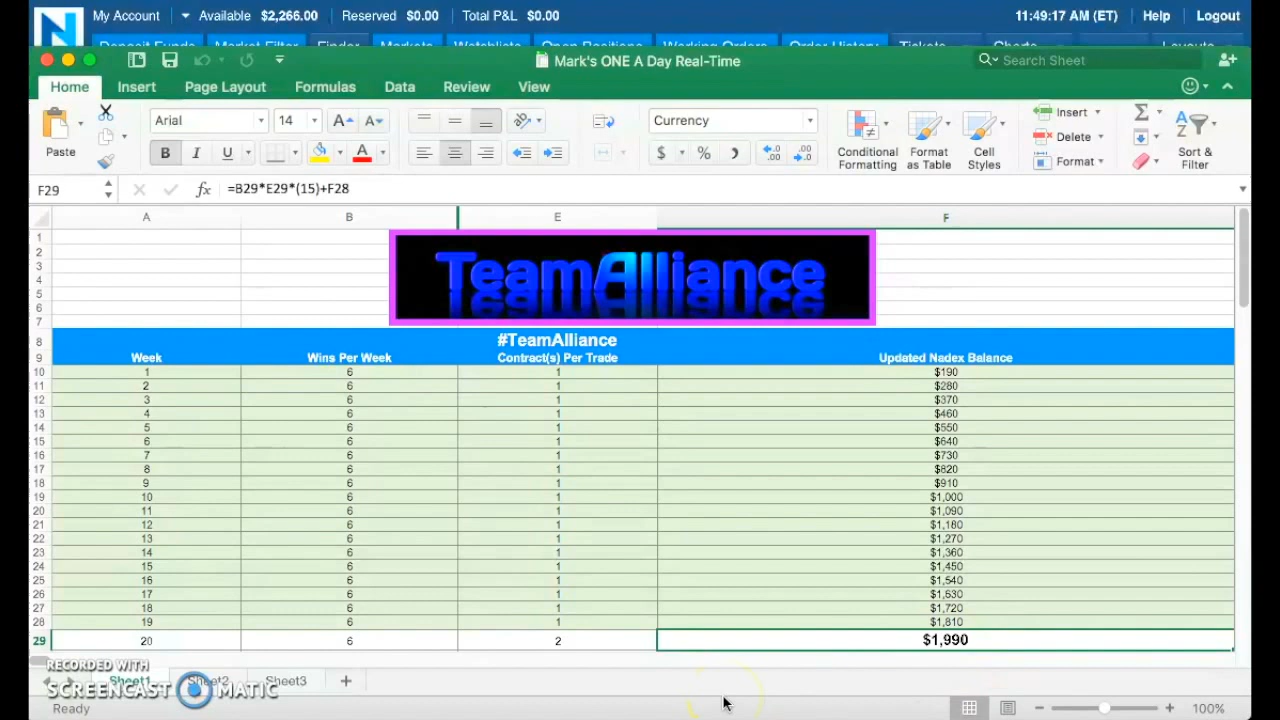 My Account Available $2,266.00 Reserved $0.00 Total P&L $0.00 11:49:17 AM (ET) Help Logout
Deposit Funds Market Filter Finder Markets Watchlists Open Positions Working Orders Order History Tickets Charts Layouts
Mark's ONE A Day Real-Time Search Sheet
Home Insert Page Layout Formulas Data Review View
Arial 14 Currency Insert
Paste Conditional Formatting Format as Table Cell Styles Delete Sort & Filter
Format
F29 fx =B29*E29*(15)+F28
A B E F
1
2
3
4
5
6
7
TeamAlliance
8 #TeamAlliance
9 Week Wins Per Week Contract(s) Per Trade Updated Nadex Balance
10 1 6 1 $190
11 2 6 1 $280
12 3 6 1 $370
13 4 6 1 $460
14 5 6 1 $550
15 6 6 1 $640
16 7 6 1 $730
17 8 6 1 $820
18 9 6 1 $910
19 10 6 1 $1,000
20 11 6 1 $1,090
21 12 6 1 $1,180
22 13 6 1 $1,270
23 14 6 1 $1,360
24 15 6 1 $1,450
25 16 6 1 $1,540
26 17 6 1 $1,630
27 18 6 1 $1,720
28 19 6 1 $1,810
29 20 6 2 $1,990
RECORDED WITH
SCREENCAST MATIC
Sheet1 Sheet2 Sheet3
Ready 100%